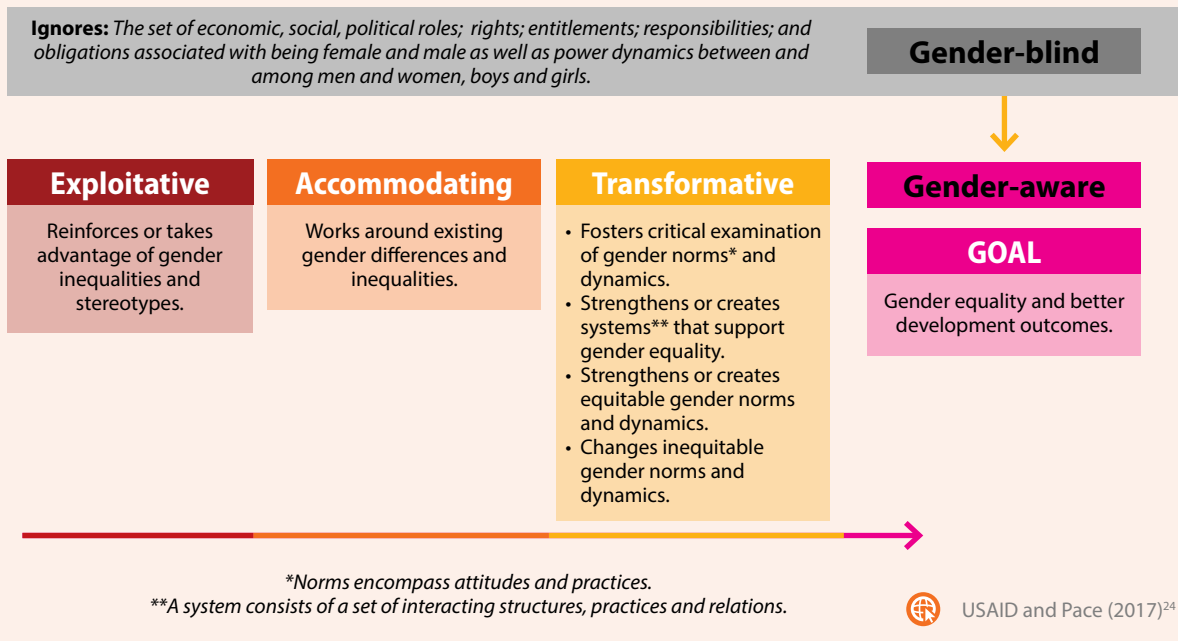 Ignores: The set of economic, social, political roles; rights; entitlements; responsibilities; and
obligations associated with being female and male as well as power dynamics between and
among men and women, boys and girls.
Gender-blind
Exploitative
Reinforces or takes
advantage of gender
inequalities and
stereotypes.
Accommodating
Works around existing
gender differences and
inequalities.
Transformative
• Fosters critical examination
of gender norms* and
dynamics.
• Strengthens or creates
systems** that support
gender equality.
• Strengthens or creates
equitable gender norms
and dynamics.
• Changes inequitable
gender norms and
dynamics.
Gender-aware
GOAL
Gender equality and better
development outcomes.
*Norms encompass attitudes and practices.
**A system consists of a set of interacting structures, practices and relations.
USAID and Pace (2017)24